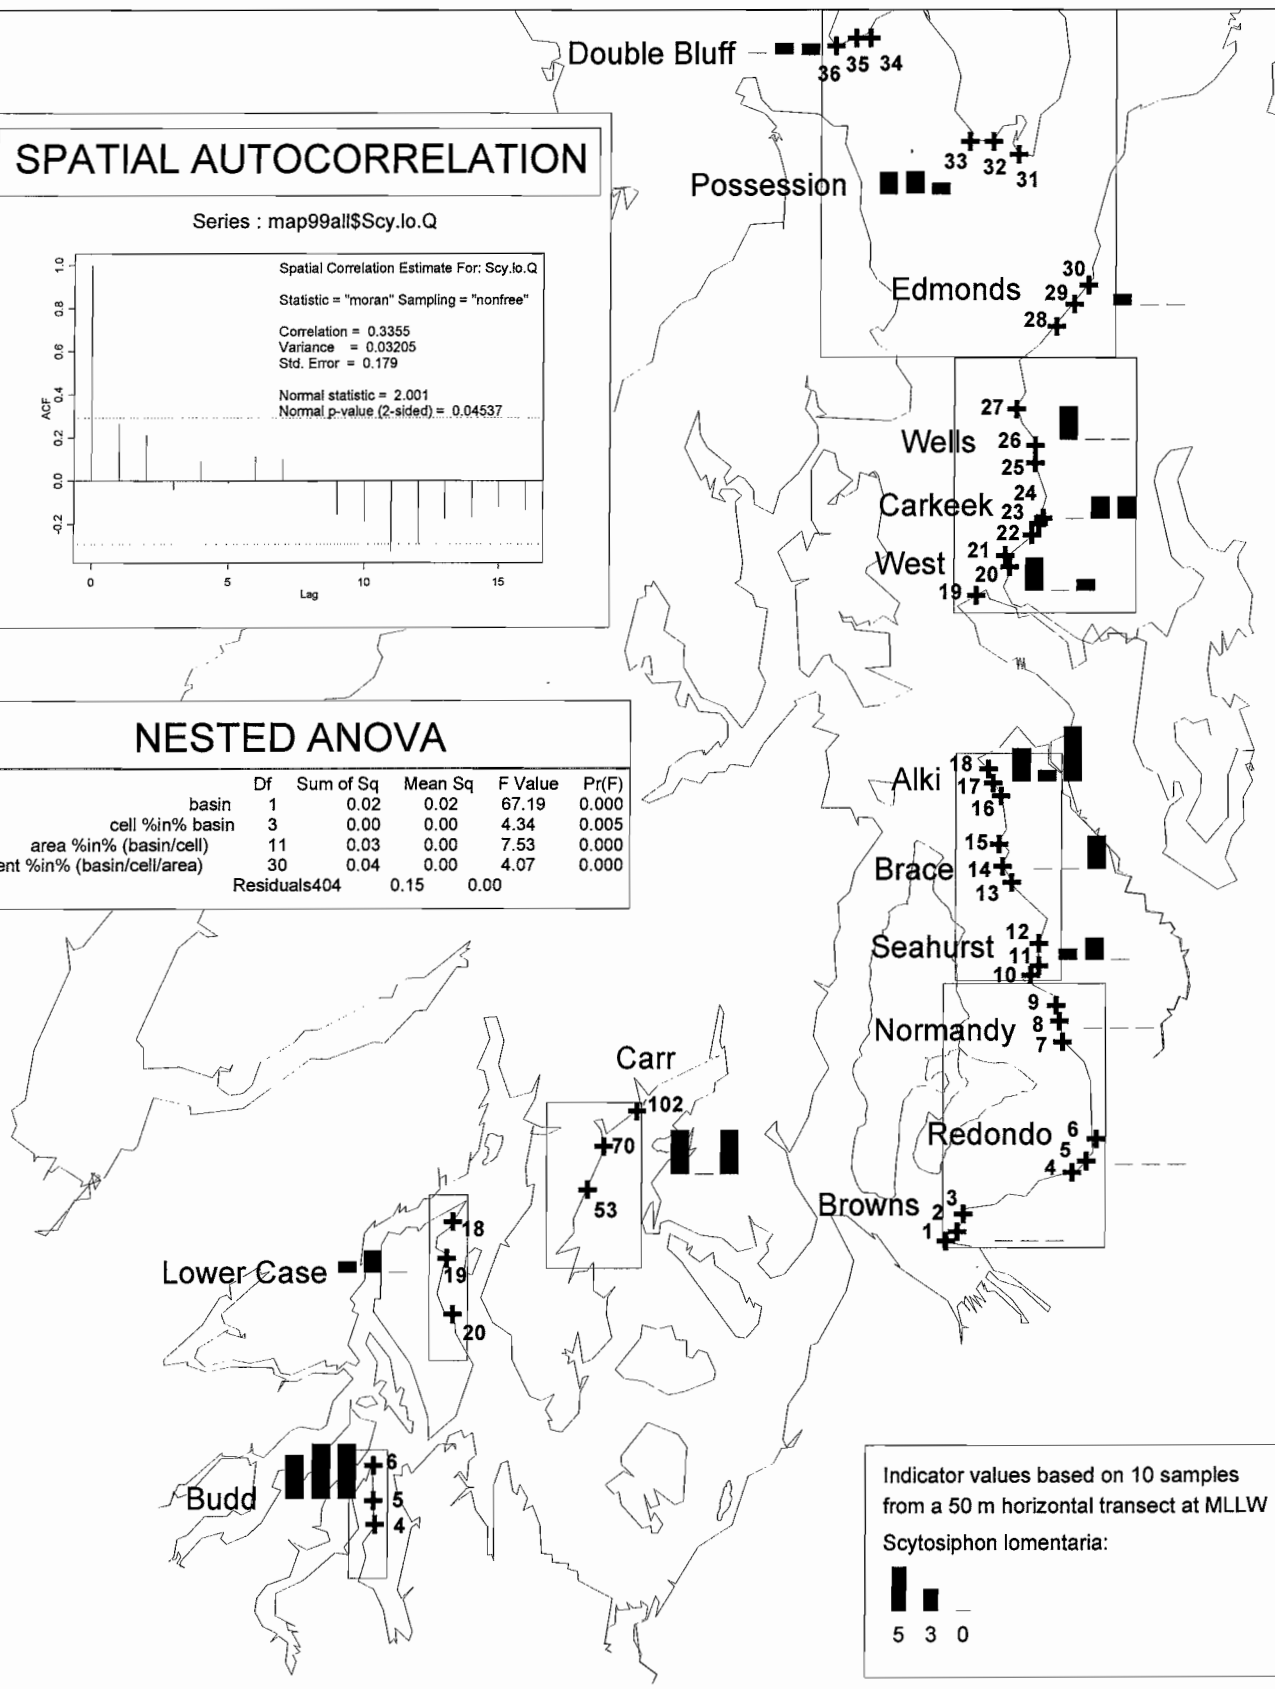 Double Bluff
36 35 34
33 32 31
Possession
Edmonds
30
29
28
SPATIAL AUTOCORRELATION
Series : map99all$Scy.lo.Q
Spatial Correlation Estimate For: Scy.lo.Q
Statistic = "moran" Sampling = "nonfree"
Correlation = 0.3355
Variance = 0.03205
Std. Error = 0.179
Normal statistic = 2.001
Normal p-value (2-sided) = 0.04537
ACF
1.0
0.8
0.6
0.4
0.2
0.0
-0.2
0 5 10 15
Lag
27
Wells 26
25
24
Carkeek 23
22
21
West 20
19
NESTED ANOVA
Df Sum of Sq Mean Sq F Value Pr(F)
basin 1 0.02 0.02 67.19 0.000
cell %in% basin 3 0.00 0.00 4.34 0.005
area %in% (basin/cell) 11 0.03 0.00 7.53 0.000
ent %in% (basin/cell/area) 30 0.04 0.00 4.07 0.000
Residuals404 0.15 0.00
18
Alki 17
16
15
Brace 14
13
12
Seahurst 11
10
9
Normandy 8
7
Carr
102
70
53
Redondo 6
5
4
Browns 3
2
1
18
Lower Case 19
20
Budd
6
5
4
Indicator values based on 10 samples
from a 50 m horizontal transect at MLLW
Scytosiphon lomentaria:
5 3 0